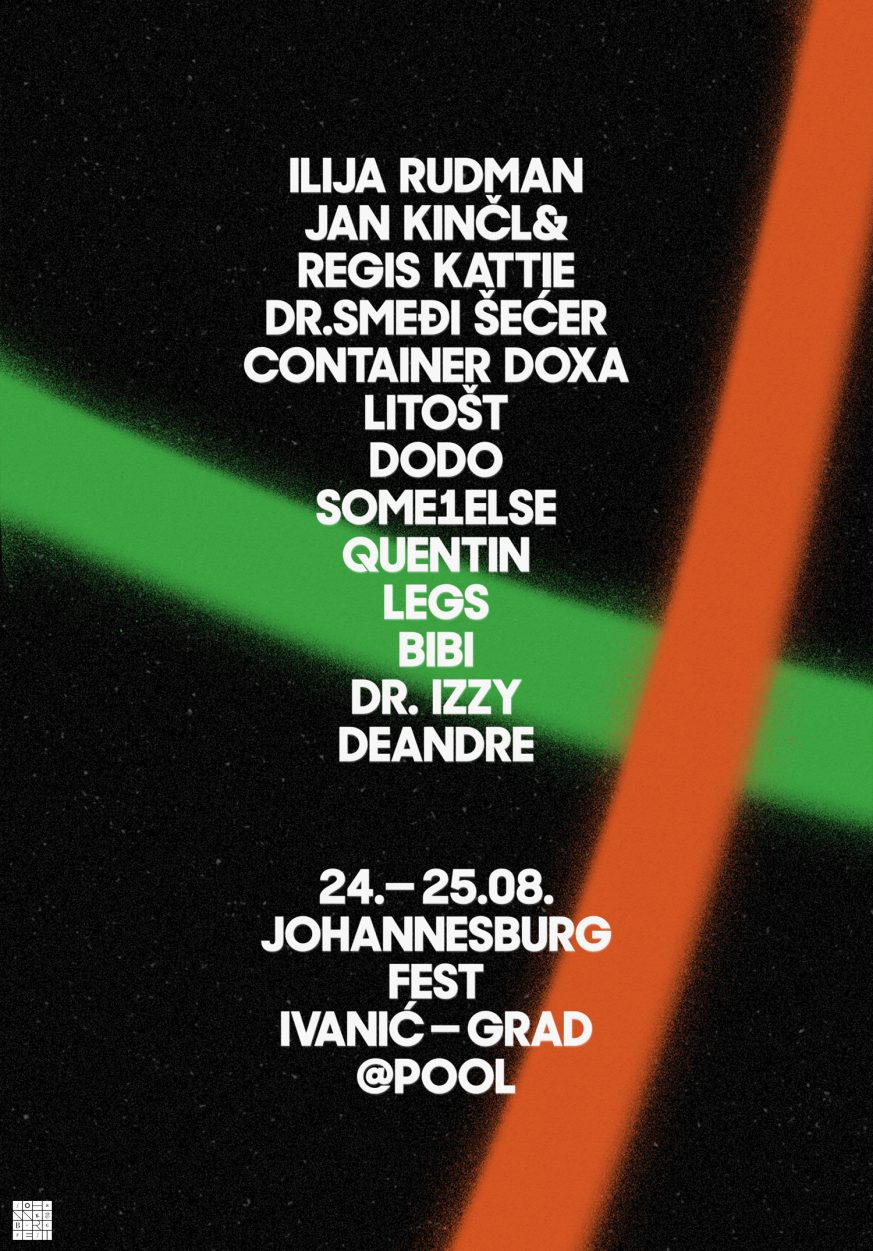 ILIJA RUDMAN
JAN KINČL&
REGIS KATTIE
DR.SMEĐI ŠEĆER
CONTAINER DOXA
LITOŠT
DODO
SOME1ELSE
QUENTIN
LEGS
BIBI
DR. IZZY
DEANDRE
24.— 25.08.
JOHANNESBURG
FEST
IVANIĆ — GRAD
@POOL